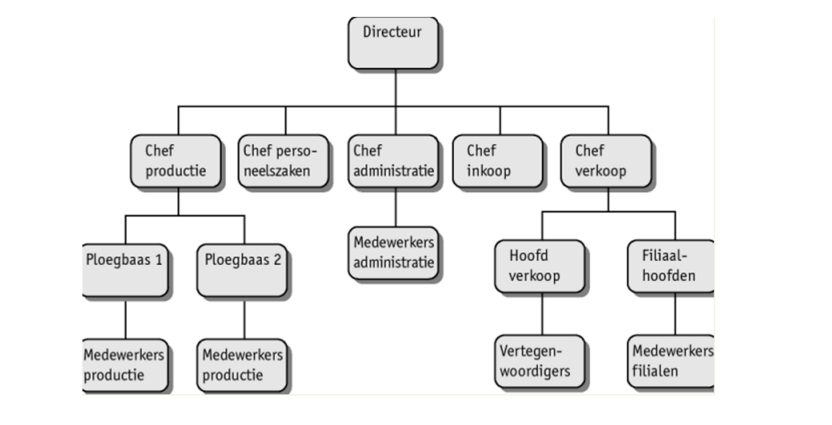 Directeur
Chef
productie
Chef perso-
neelszaken
Chef
administratie
Chef
inkoop
Chef
verkoop
Ploegbaas 1
Ploegbaas 2
Medewerkers
administratie
Hoofd
verkoop
Filiaal-
hoofden
Medewerkers
productie
Medewerkers
productie
Vertegen-
woordigers
Medewerkers
filialen